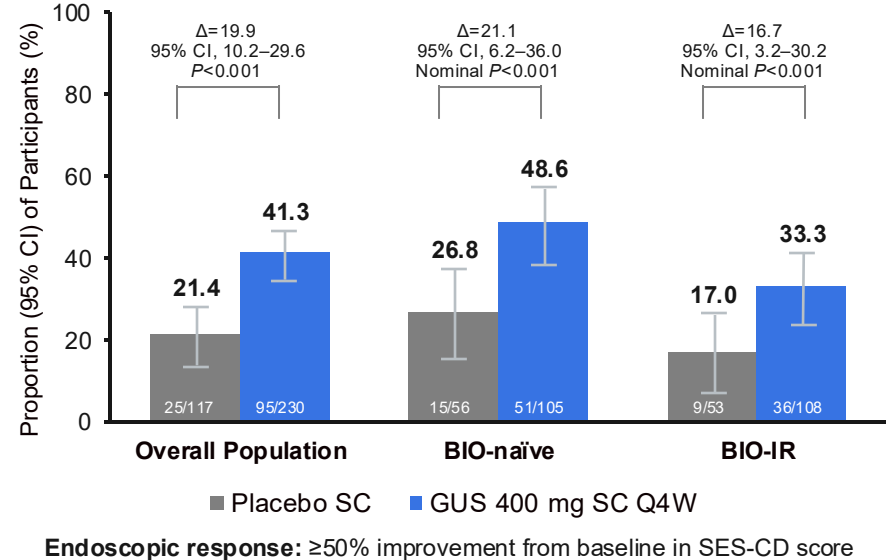 Proportion (95% CI) of Participants (%)
100
80
60
40
20
0
Δ=19.9
95% CI, 10.2–29.6
P<0.001
21.4
41.3
25/117
95/230
Overall Population
Δ=21.1
95% CI, 6.2–36.0
Nominal P<0.001
26.8
48.6
15/56
51/105
BIO-naïve
Δ=16.7
95% CI, 3.2–30.2
Nominal P<0.001
17.0
33.3
9/53
36/108
BIO-IR
Placebo SC
GUS 400 mg SC Q4W
Endoscopic response: ≥50% improvement from baseline in SES-CD score